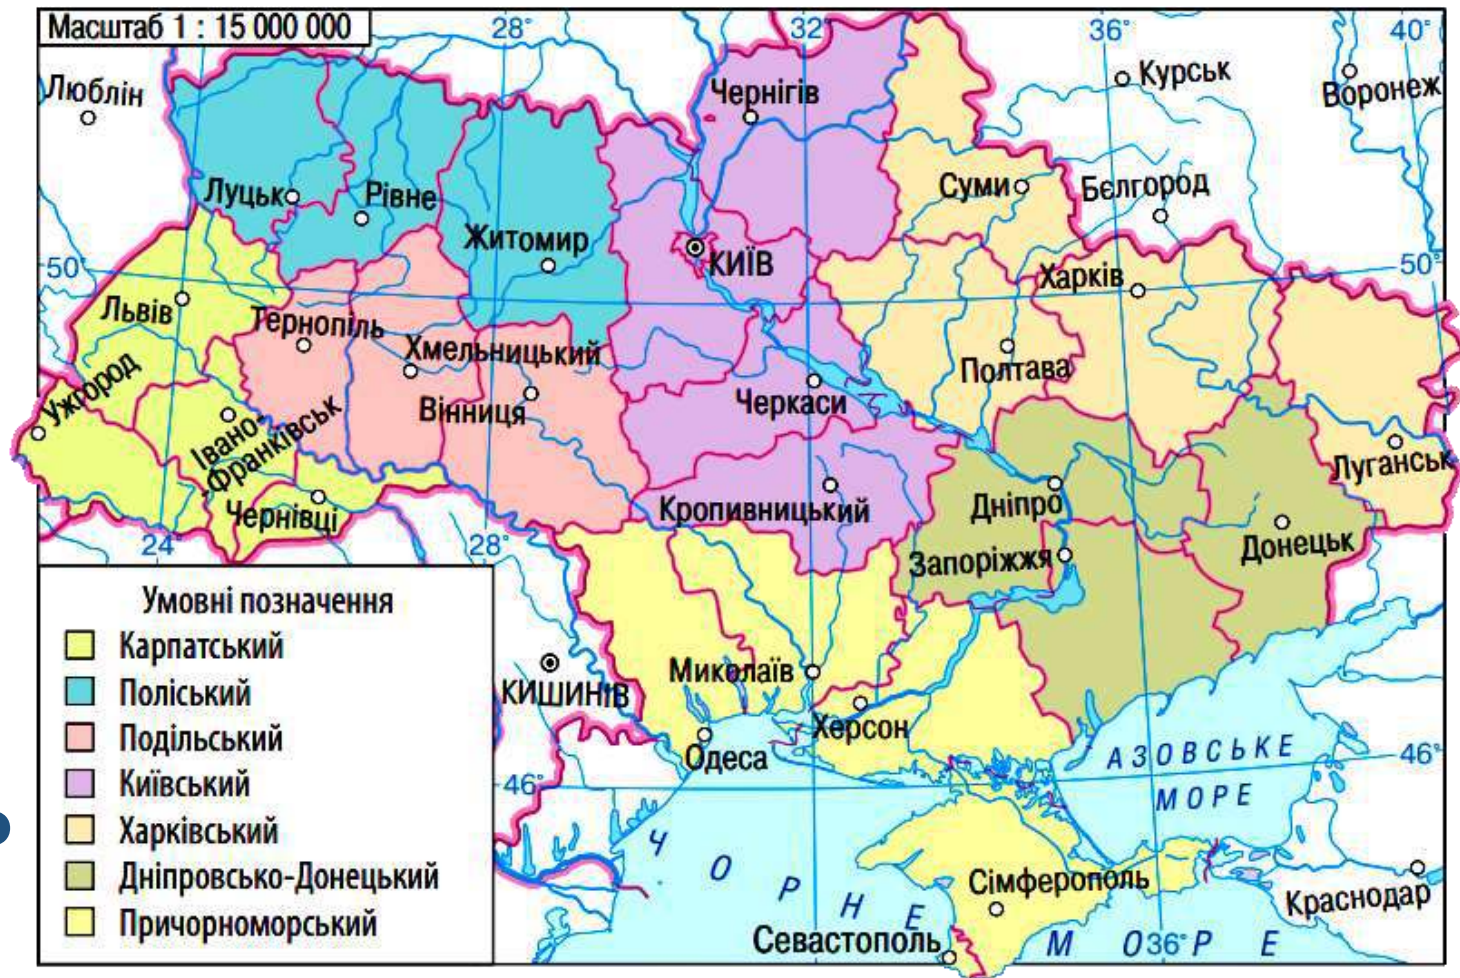 Масштаб 1 : 15 000 000
28°
32°
36°
40°
Люблін
Чернігів
Курськ
Воронеж
Луцьк
Рівне
Суми
Бєлгород
Житомир
КИЇВ
50°
50°
Львів
Тернопіль
Харків
Хмельницький
Полтава
Ужгород
Вінниця
Черкаси
Івано-
-Франківськ
Луганськ
Чернівці
Кропивницький
Дніпро
Донецьк
24°
28°
Запоріжжя
Умовні позначення
Карпатський
Поліський
Подільський
Київський
Харківський
Дніпровсько-Донецький
Причорноморський
КИШИНІВ
Миколаїв
Херсон
Одеса
46°
46°
АЗОВСЬКЕ
МОРЕ
ЧОРНЕ
МОРЕ
Сімферополь
Севастополь
36°
Краснодар